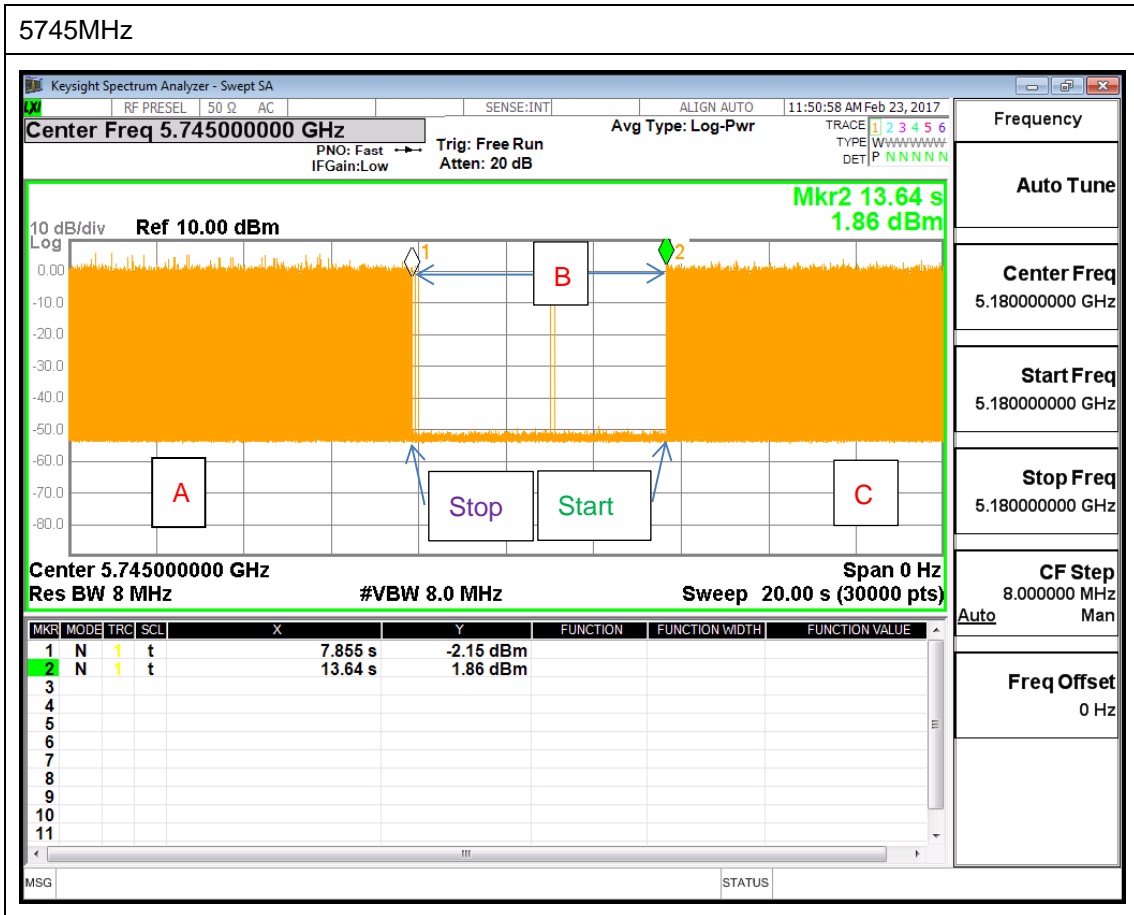 5745MHz
Keysight Spectrum Analyzer - Swept SA
LXI RF PRESEL 50 Ω AC SENSE:INT ALIGN AUTO 11:50:58 AM Feb 23, 2017
Center Freq 5.745000000 GHz
PNO: Fast
IFGain:Low
Trig: Free Run
Atten: 20 dB
Avg Type: Log-Pwr
TRACE 1 2 3 4 5 6
TYPE WWWWWW
DET P N N N N N
Mkr2 13.64 s
1.86 dBm
10 dB/div Ref 10.00 dBm
Log
0.00
-10.0
-20.0
-30.0
-40.0
-50.0
-60.0
-70.0
-80.0
1
2
B
A
Stop
Start
C
Center 5.745000000 GHz Span 0 Hz
Res BW 8 MHz #VBW 8.0 MHz Sweep 20.00 s (30000 pts)
MKR MODE TRC SCL X Y FUNCTION FUNCTION WIDTH FUNCTION VALUE
1 N 1 t 7.855 s -2.15 dBm
2 N 1 t 13.64 s 1.86 dBm
3
4
5
6
7
8
9
10
11
MSG STATUS
Frequency
Auto Tune
Center Freq
5.180000000 GHz
Start Freq
5.180000000 GHz
Stop Freq
5.180000000 GHz
CF Step
8.000000 MHz
Auto Man
Freq Offset
0 Hz